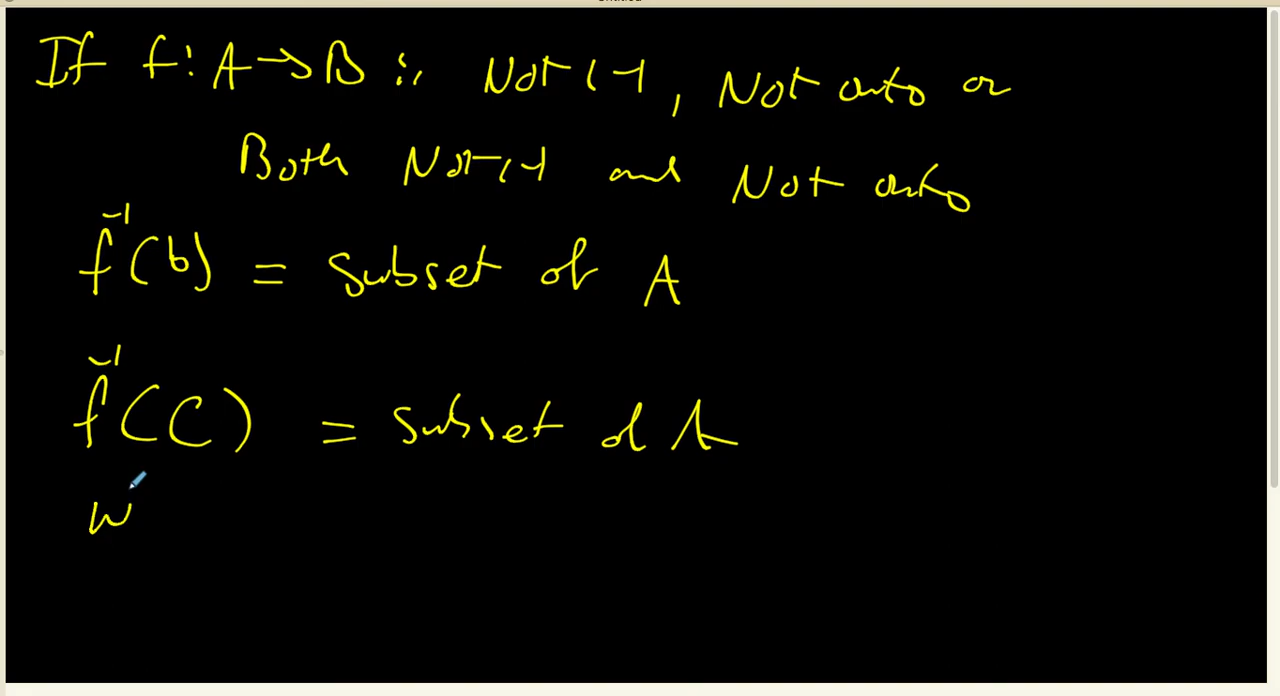 If f: A → B is Not 1-1, Not onto or
Both Not 1-1 and Not onto
f⁻¹(b) = subset of A
f⁻¹(C) = subset of A
W